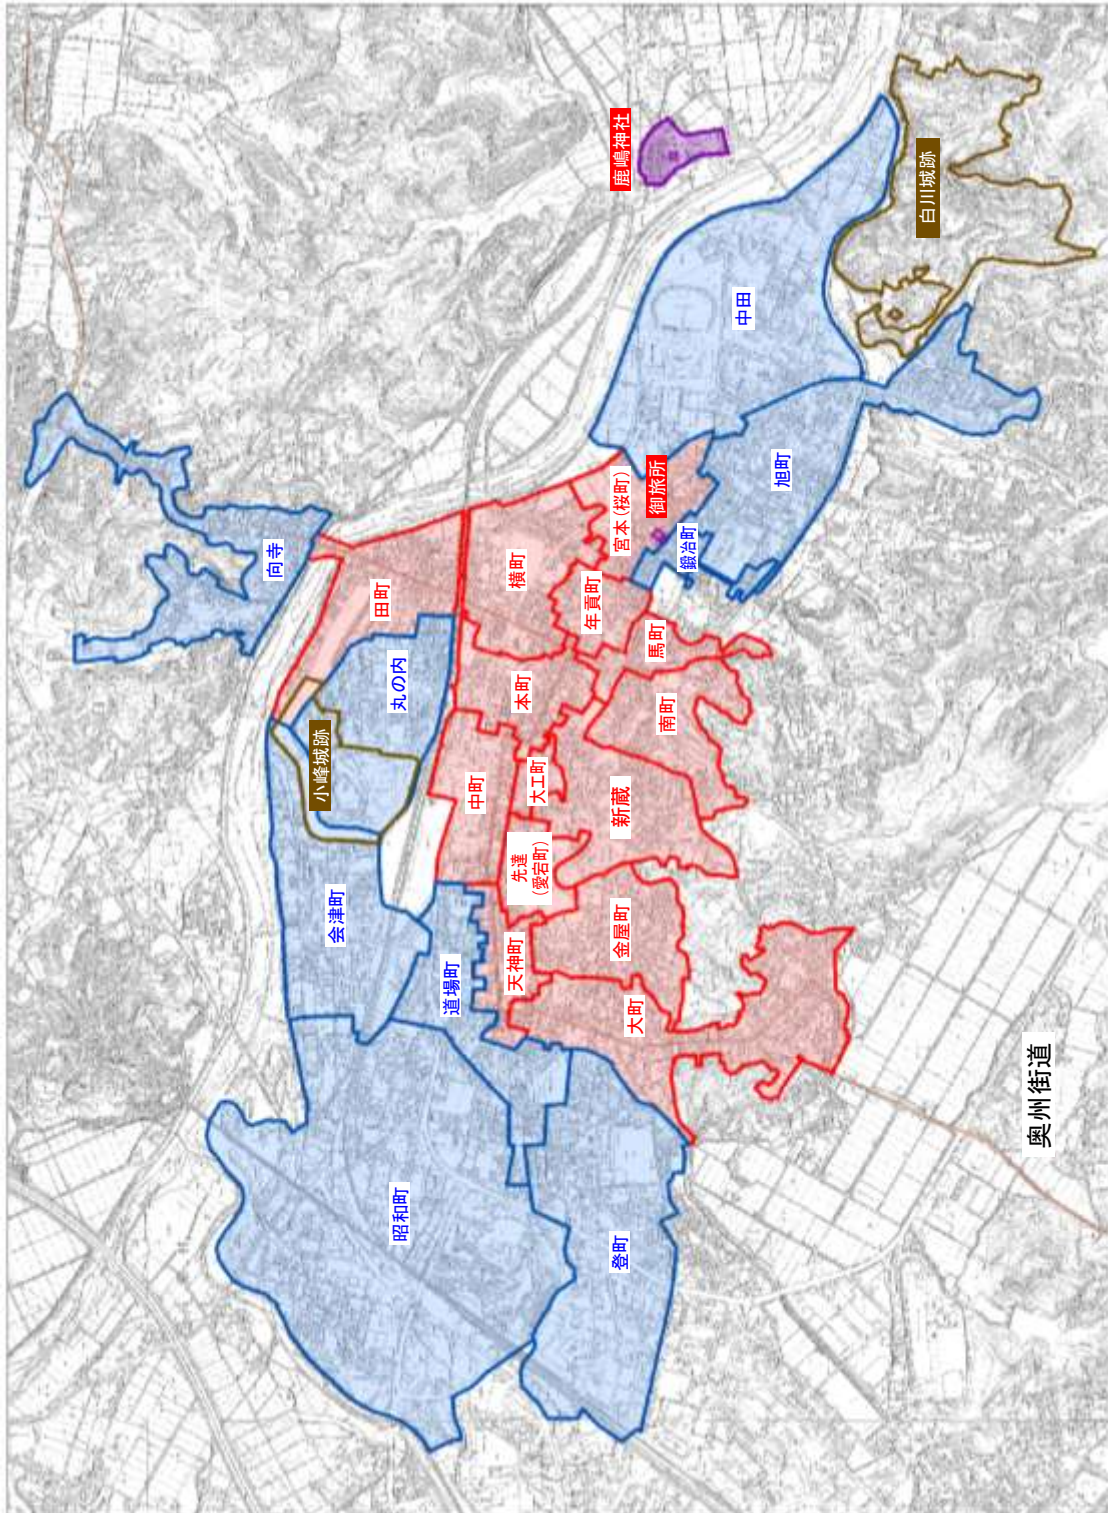 鹿嶋神社
白川城跡
中田
旭町
御旅所
宮本(桜町)
鍛冶町
向寺
田町
横町
年貢町
馬町
丸の内
本町
南町
小峰城跡
中町
大工町
新蔵
先達
(愛宕町)
会津町
道場町
天神町
金屋町
大町
奥州街道
昭和町
登町